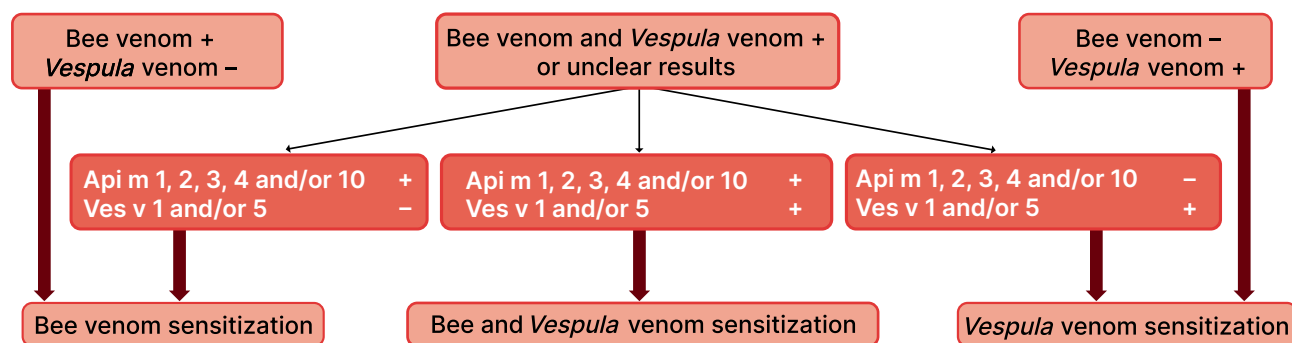 Bee venom +
Vespula venom –
Bee venom and Vespula venom +
or unclear results
Bee venom –
Vespula venom +
Api m 1, 2, 3, 4 and/or 10 +
Ves v 1 and/or 5 –
Api m 1, 2, 3, 4 and/or 10 +
Ves v 1 and/or 5 +
Api m 1, 2, 3, 4 and/or 10 –
Ves v 1 and/or 5 +
Bee venom sensitization
Bee and Vespula venom sensitization
Vespula venom sensitization